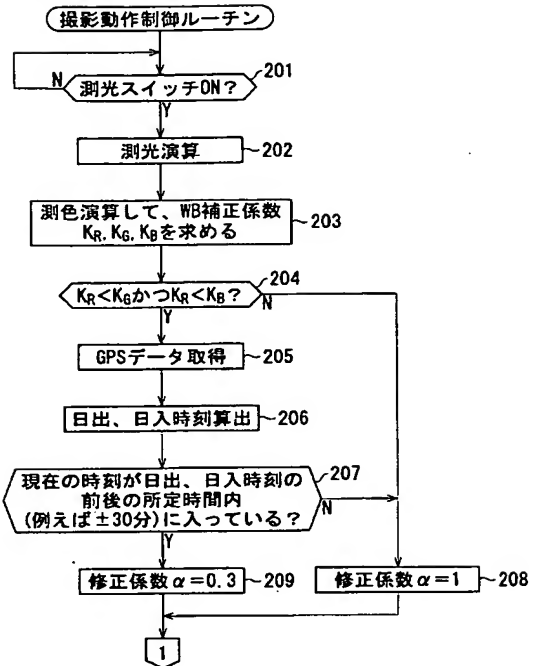 撮影動作制御ルーチン
201
測光スイッチON?
N
Y
測光演算
202
測色演算して、WB補正係数
KR,KG,KBを求める
203
204
KR<KGかつKR<KB?
N
Y
GPSデータ取得
205
日出、日入時刻算出
206
207
現在の時刻が日出、日入時刻の
前後の所定時間内
(例えば±30分)に入っている?
N
Y
修正係数α=0.3
209
修正係数α=1
208
1